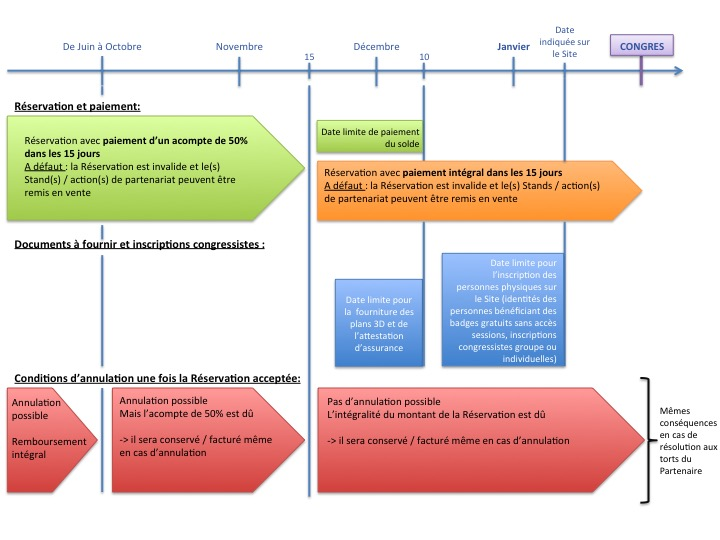 De Juin à Octobre
Novembre
15
Décembre
10
Janvier
Date
indiquée sur
le Site
CONGRES
Réservation et paiement:
Réservation avec paiement d'un acompte de 50%
dans les 15 jours
A défaut : la Réservation est invalide et le(s)
Stand(s) / action(s) de partenariat peuvent être
remis en vente
Date limite de paiement
du solde
Réservation avec paiement intégral dans les 15 jours
A défaut : la Réservation est invalide et le(s) Stands / action(s)
de partenariat peuvent être remis en vente
Documents à fournir et inscriptions congressistes :
Date limite pour
la fourniture des
plans 3D et de
l'attestation
d'assurance
Date limite pour
l'inscription des
personnes physiques sur
le Site (identités des
personnes bénéficiant des
badges gratuits sans accès
sessions, inscriptions
congressistes groupe ou
individuelles)
Conditions d'annulation une fois la Réservation acceptée:
Annulation
possible
Remboursement
intégral
Annulation possible
Mais l'acompte de 50% est dû
-> il sera conservé / facturé même
en cas d'annulation
Pas d'annulation possible
L'intégralité du montant de la Réservation est dû
-> il sera conservé / facturé même en cas d'annulation
Mêmes
conséquences
en cas de
résolution aux
torts du
Partenaire